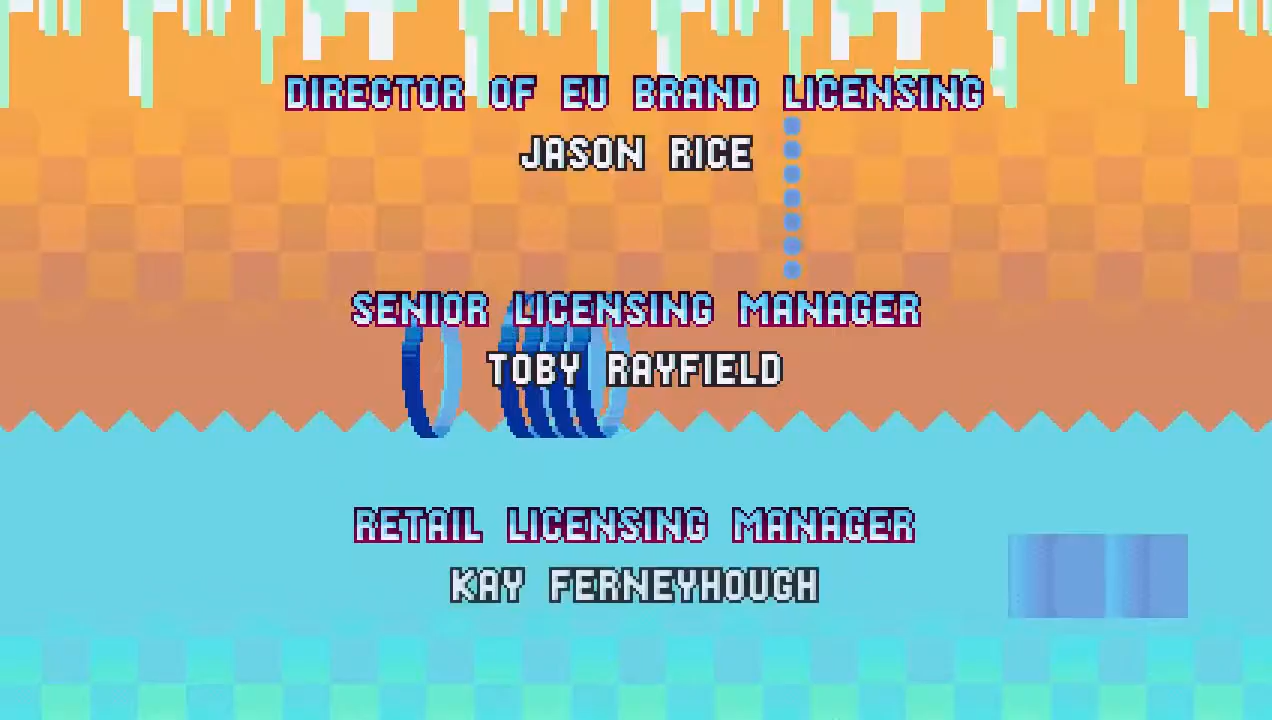 DIRECTOR OF EU BRAND LICENSING
JASON RICE
SENIOR LICENSING MANAGER
TOBY RAYFIELD
RETAIL LICENSING MANAGER
KAY FERNEYHOUGH